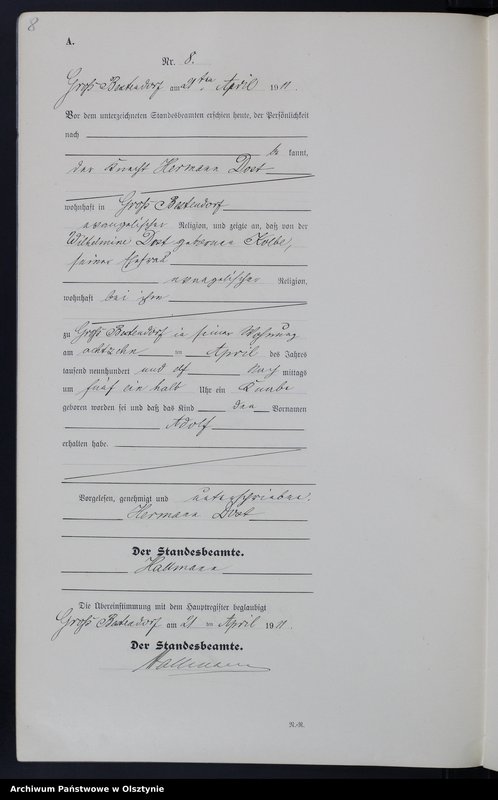 8
A.
Nr. 8.
Groß Bestendorf am 21ten April 1911.
Vor dem unterzeichneten Standesbeamten erschien heute, der Persönlichkeit
nach
be kannt,
der Knecht Hermann Dost
wohnhaft in Groß Bestendorf
evangelischer Religion, und zeigte an, daß von der
Wilhelmine Dost geborenen Kolbe,
seiner Ehefrau
evangelischer Religion,
wohnhaft bei ihm
zu Groß Bestendorf in seiner Wohnung
am achtzehn ten April des Jahres
tausend neunhundert und elf Nach mittags
um fünf ein halb Uhr ein Knabe
geboren worden sei und daß das Kind den Vornamen
Adolf
erhalten habe.
Vorgelesen, genehmigt und unterschrieben.
Hermann Dost
Der Standesbeamte.
Hallmann
Die Übereinstimmung mit dem Hauptregister beglaubigt
Groß Bestendorf am 21 ten April 1911.
Der Standesbeamte.
Hallmann
N.-R.
Archiwum Państwowe w Olsztynie